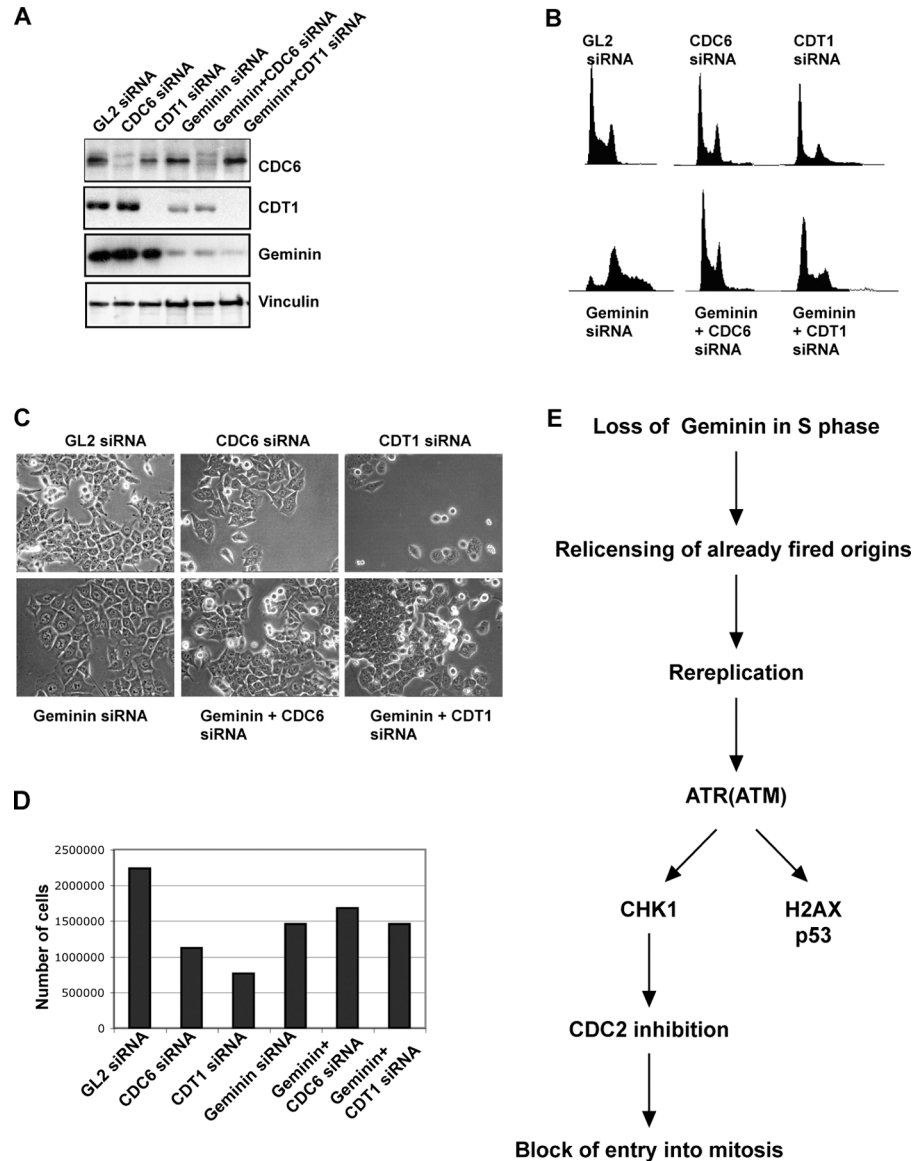 A
GL2 siRNA
CDC6 siRNA
CDT1 siRNA
Geminin siRNA
Geminin+CDC6 siRNA
Geminin+CDT1 siRNA
CDC6
CDT1
Geminin
Vinculin
B
GL2
siRNA
CDC6
siRNA
CDT1
siRNA
Geminin
siRNA
Geminin
+ CDC6
siRNA
Geminin
+ CDT1
siRNA
C
GL2 siRNA
CDC6 siRNA
CDT1 siRNA
Geminin siRNA
Geminin + CDC6
siRNA
Geminin + CDT1
siRNA
D
Number of cells
2500000
2000000
1500000
1000000
500000
0
GL2 siRNA
CDC6 siRNA
CDT1 siRNA
Geminin siRNA
Geminin+
CDC6 siRNA
Geminin+
CDT1 siRNA
E
Loss of Geminin in S phase
Relicensing of already fired origins
Rereplication
ATR(ATM)
CHK1
H2AX
p53
CDC2 inhibition
Block of entry into mitosis